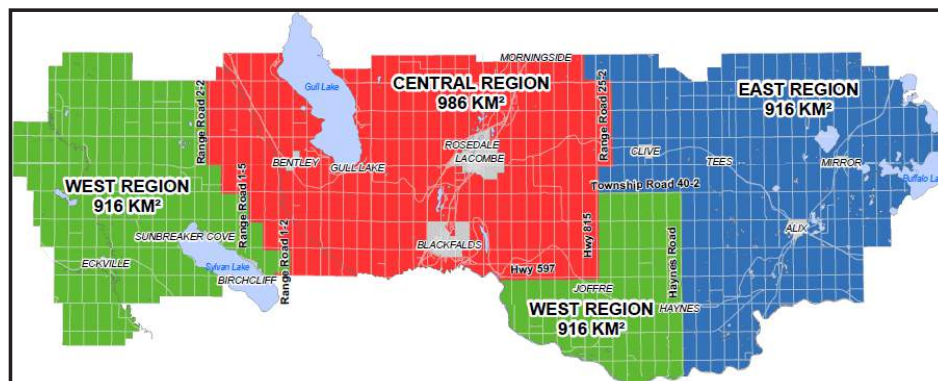 MORNINGSIDE
CENTRAL REGION
986 KM²
EAST REGION
916 KM²
Gull Lake
Range Road 2-2
Range Road 25-2
ROSEDALE
LACOMBE
CLIVE
BENTLEY
GULL LAKE
TEES
MIRROR
Buffalo Lake
Township Road 40-2
WEST REGION
916 KM²
Range Road 1-5
Range Road 1-2
Hwy 815
Haynes Road
ALIX
SUNBREAKER COVE
BLACKFALDS
ECKVILLE
Sylvan Lake
BIRCHCLIFF
Hwy 597
JOFFRE
WEST REGION
916 KM²
HAYNES